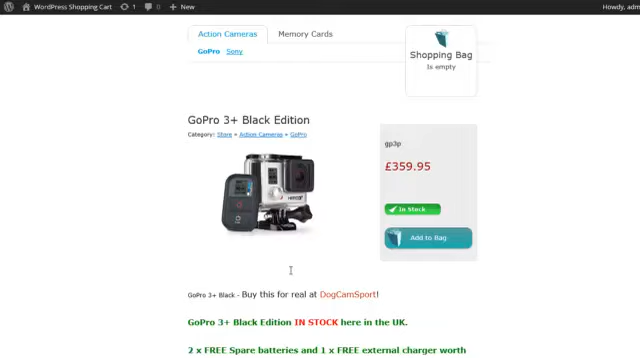 WordPress Shopping Cart 1 0 New Howdy, adm
Action Cameras Memory Cards
GoPro Sony
Shopping Bag
Is empty
GoPro 3+ Black Edition
Category: Store » Action Cameras » GoPro
gp3p
£359.95
In Stock
Add to Bag
GoPro 3+ Black - Buy this for real at DogCamSport!
GoPro 3+ Black Edition IN STOCK here in the UK.
2 x FREE Spare batteries and 1 x FREE external charger worth